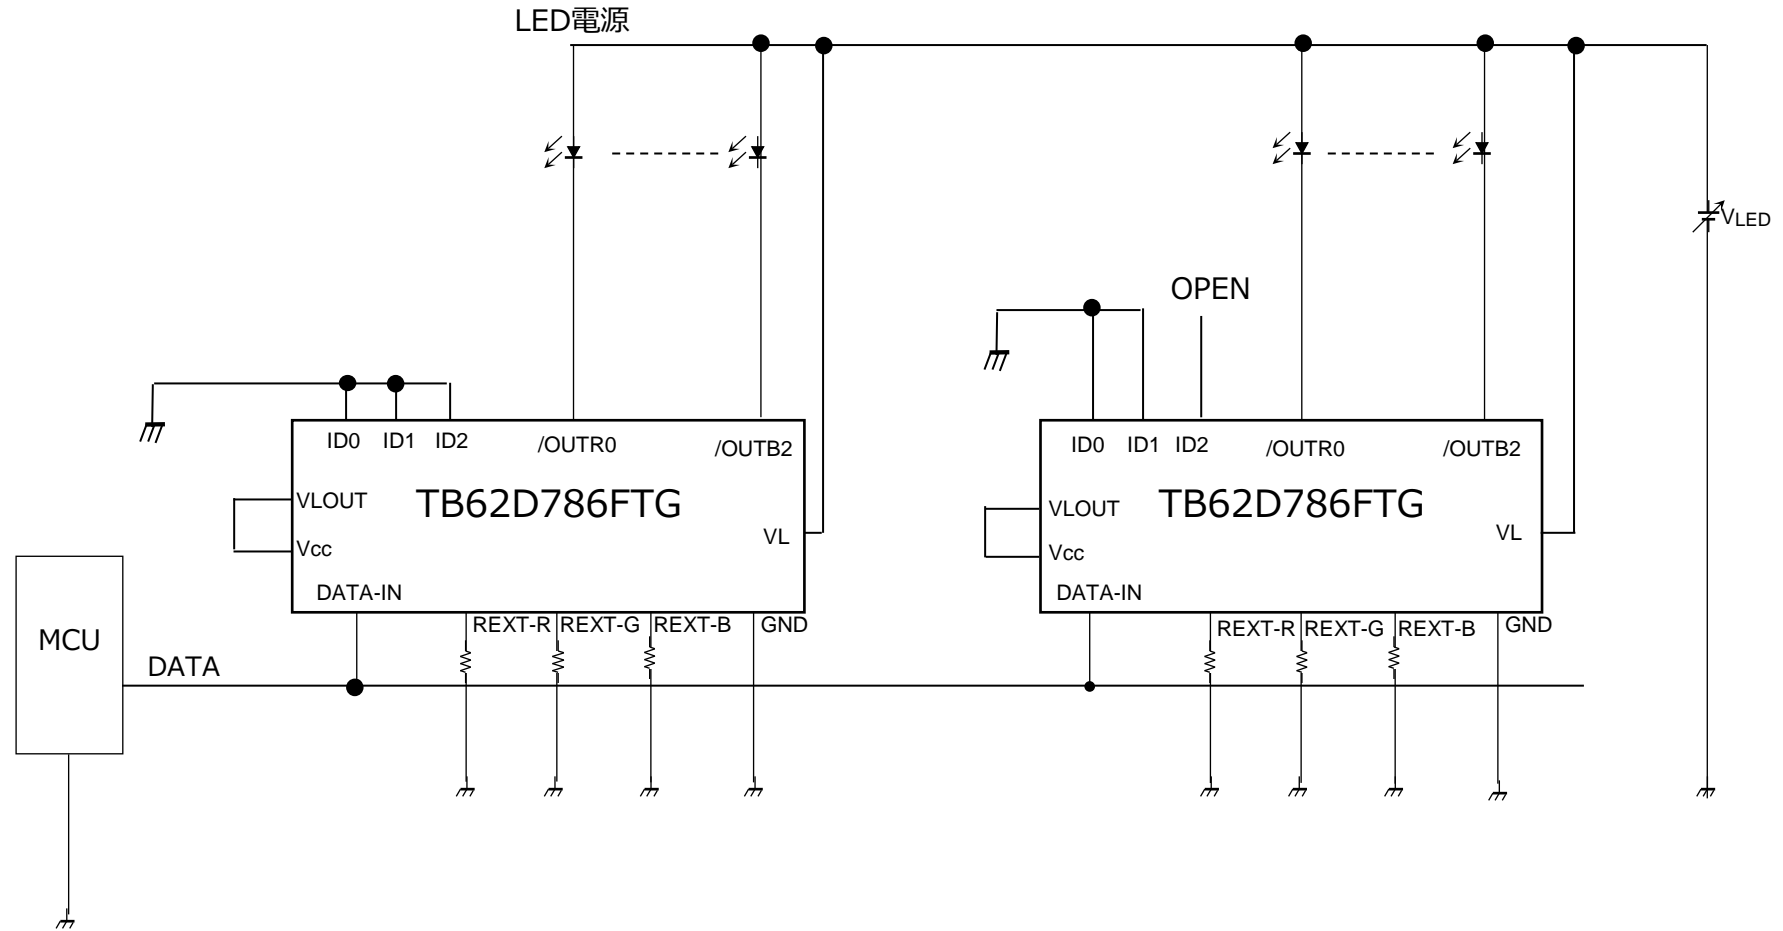 LED電源
VLED
OPEN
ID0 ID1 ID2 /OUTR0 /OUTB2
ID0 ID1 ID2 /OUTR0 /OUTB2
VLOUT TB62D786FTG
VLOUT TB62D786FTG
VL
VL
Vcc
Vcc
DATA-IN
DATA-IN
REXT-R REXT-G REXT-B GND
REXT-R REXT-G REXT-B GND
MCU
DATA